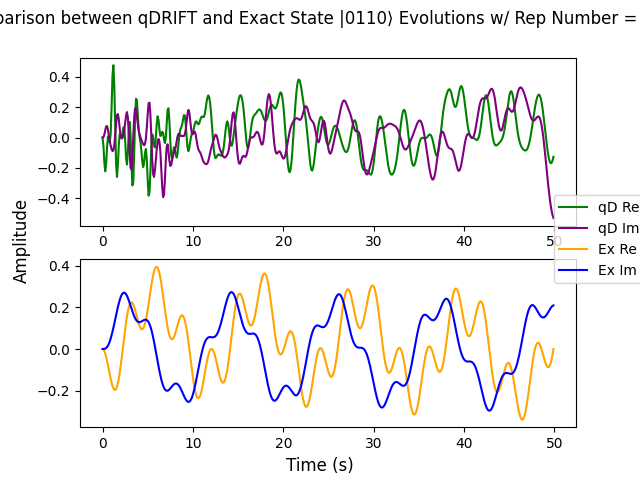 parison between qDRIFT and Exact State |0110⟩ Evolutions w/ Rep Number =
0.4
0.2
0.0
−0.2
−0.4
0 10 20 30 40 50
qD Re
qD Im
Ex Re
Ex Im
Amplitude
0.4
0.2
0.0
−0.2
0 10 20 30 40 50
Time (s)